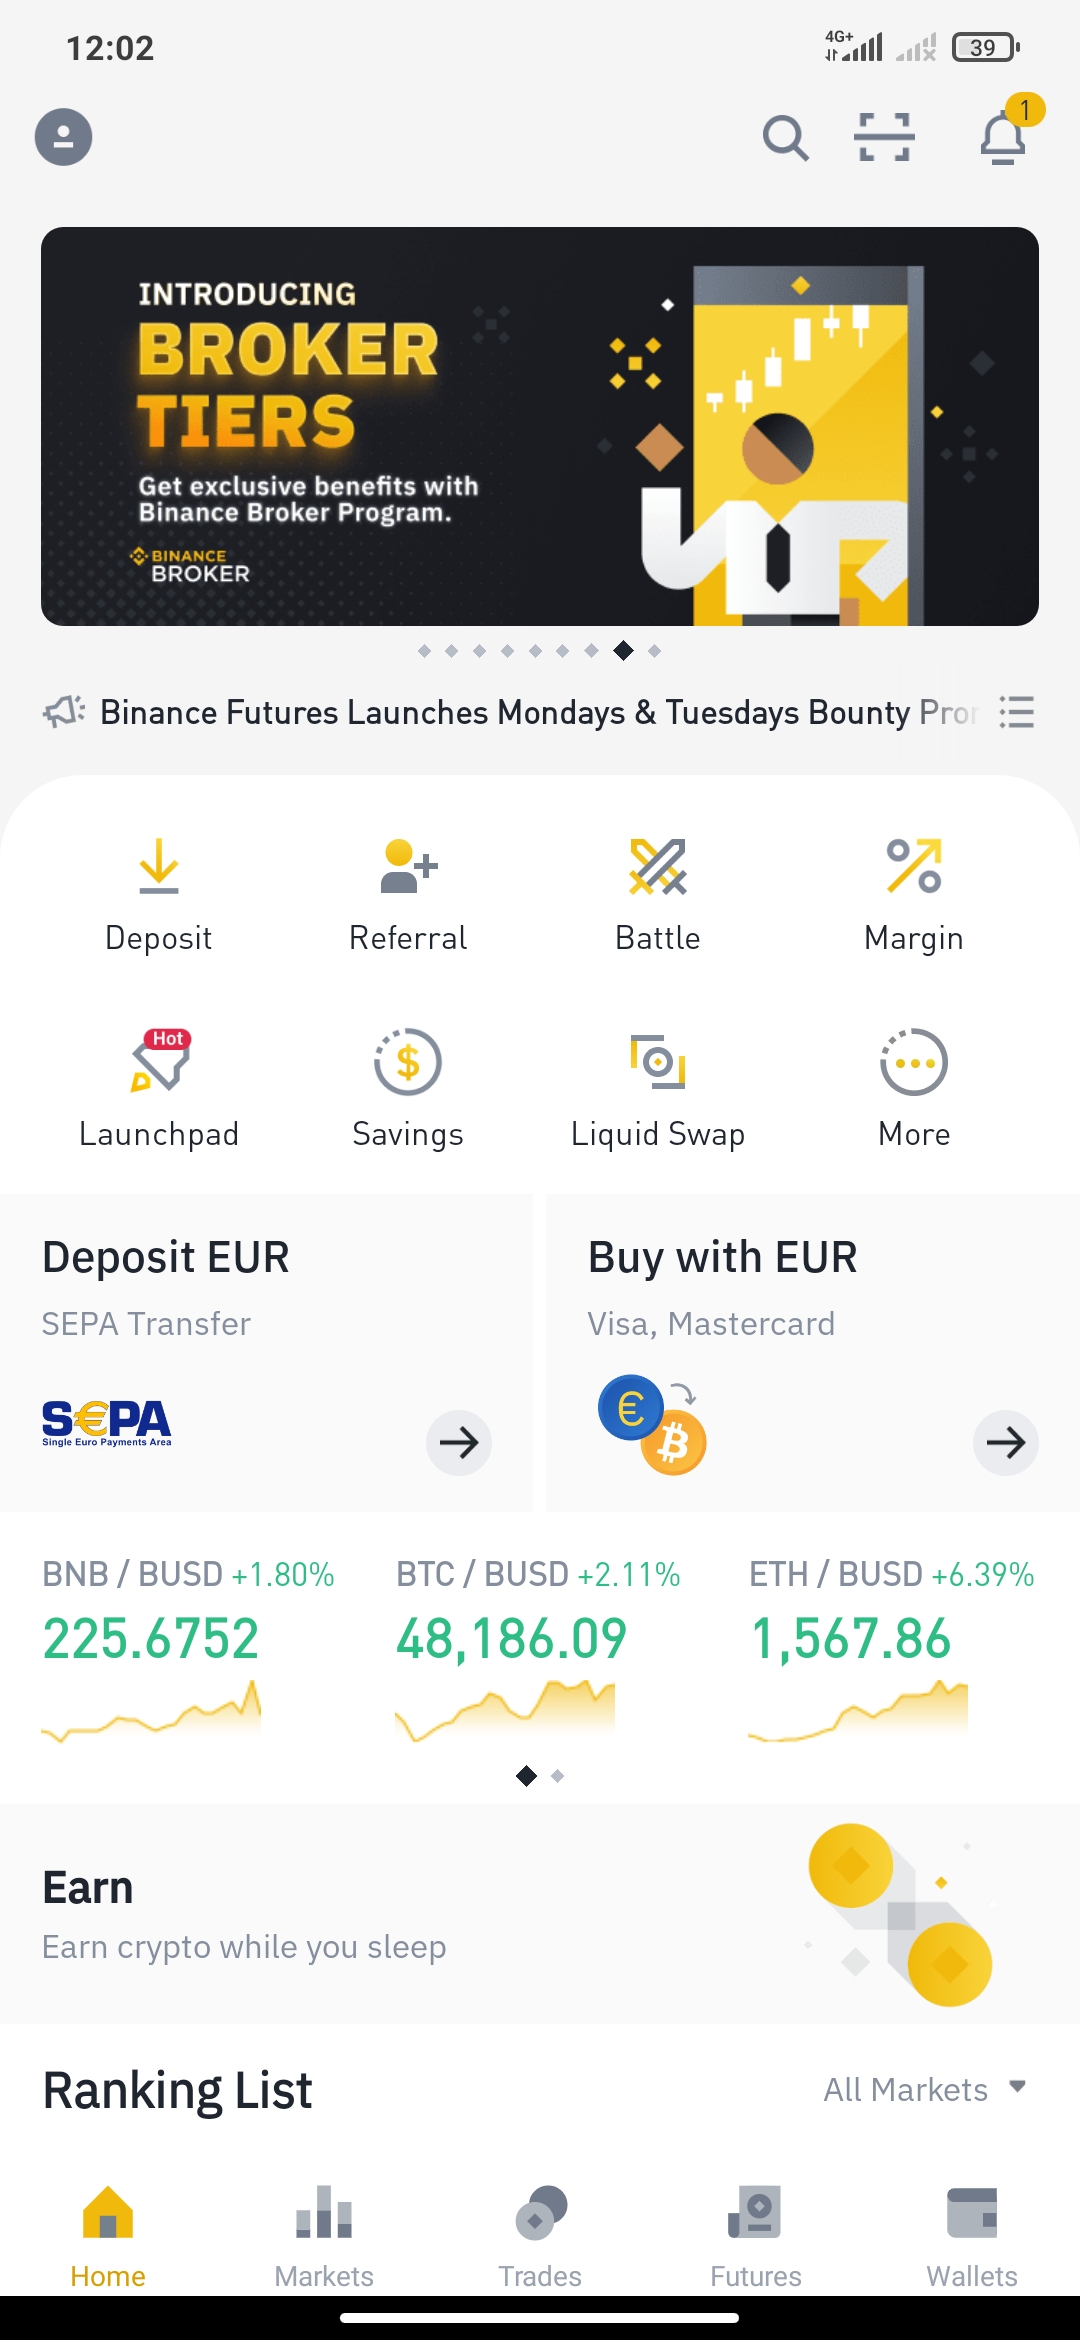 12:02
4G+
39
1
INTRODUCING
BROKER
TIERS
Get exclusive benefits with
Binance Broker Program.
BINANCE
BROKER
Binance Futures Launches Mondays & Tuesdays Bounty Pror
Deposit
Referral
Battle
Margin
Hot
Launchpad
Savings
Liquid Swap
More
Deposit EUR
SEPA Transfer
S€PA
Single Euro Payments Area
Buy with EUR
Visa, Mastercard
BNB / BUSD +1.80%
225.6752
BTC / BUSD +2.11%
48,186.09
ETH / BUSD +6.39%
1,567.86
Earn
Earn crypto while you sleep
Ranking List
All Markets
Home
Markets
Trades
Futures
Wallets